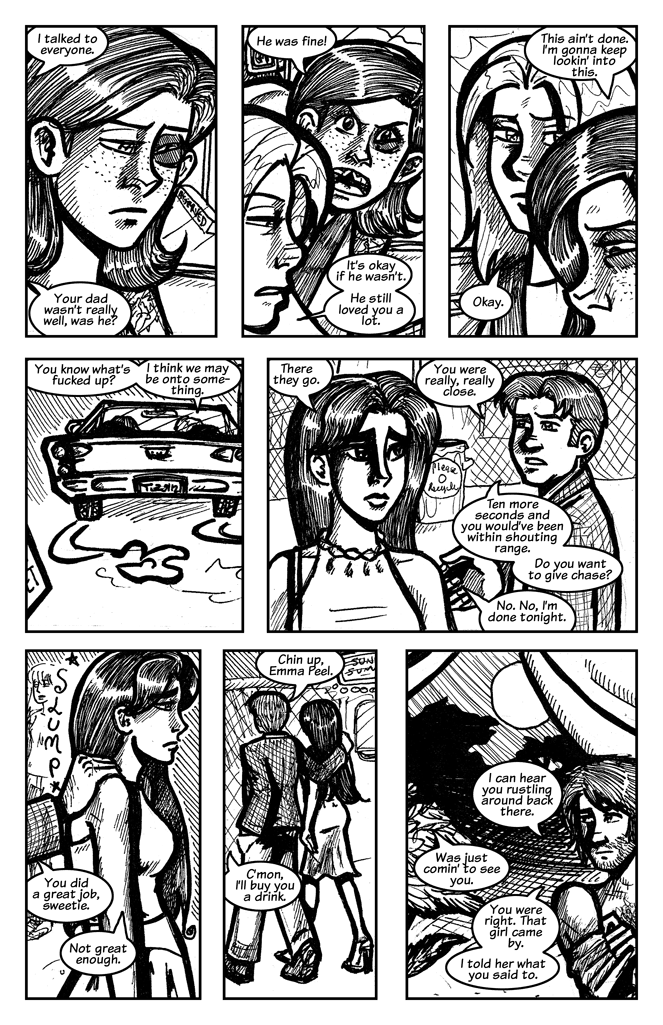 I talked to
everyone.
Your dad
wasn't really
well, was he?
He was fine!
It's okay
if he wasn't.
He still
loved you a
lot.
This ain't done.
I'm gonna keep
lookin' into
this.
Okay.
You know what's
fucked up?
I think we may
be onto some-
thing.
There
they go.
You were
really, really
close.
Please
Recycle
Ten more
seconds and
you would've been
within shouting
range.
Do you want
to give chase?
No. No, I'm
done tonight.
SLUMP
You did
a great job,
sweetie.
Not great
enough.
Chin up,
Emma Peel.
SUN
SUM
C'mon,
I'll buy you
a drink.
I can hear
you rustling
around back
there.
Was just
comin' to see
you.
You were
right. That
girl came
by.
I told her what
you said to.